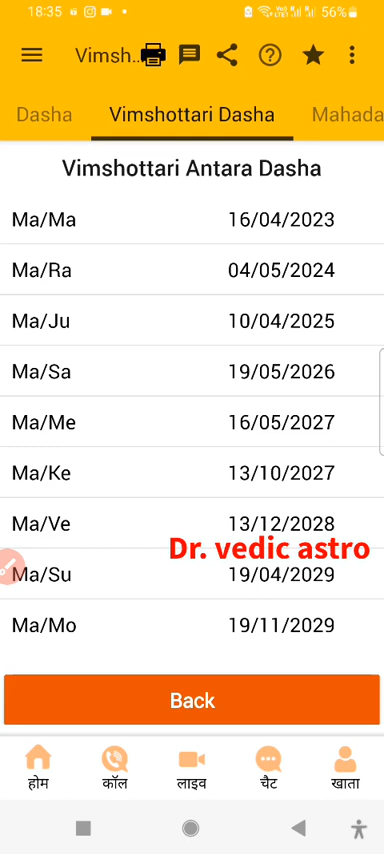 18:35 56%
Vimsh..
Dasha Vimshottari Dasha Mahada
Vimshottari Antara Dasha
Ma/Ma 16/04/2023
Ma/Ra 04/05/2024
Ma/Ju 10/04/2025
Ma/Sa 19/05/2026
Ma/Me 16/05/2027
Ma/Ke 13/10/2027
Ma/Ve 13/12/2028
Dr. vedic astro
Ma/Su 19/04/2029
Ma/Mo 19/11/2029
Back
होम कॉल लाइव चैट खाता